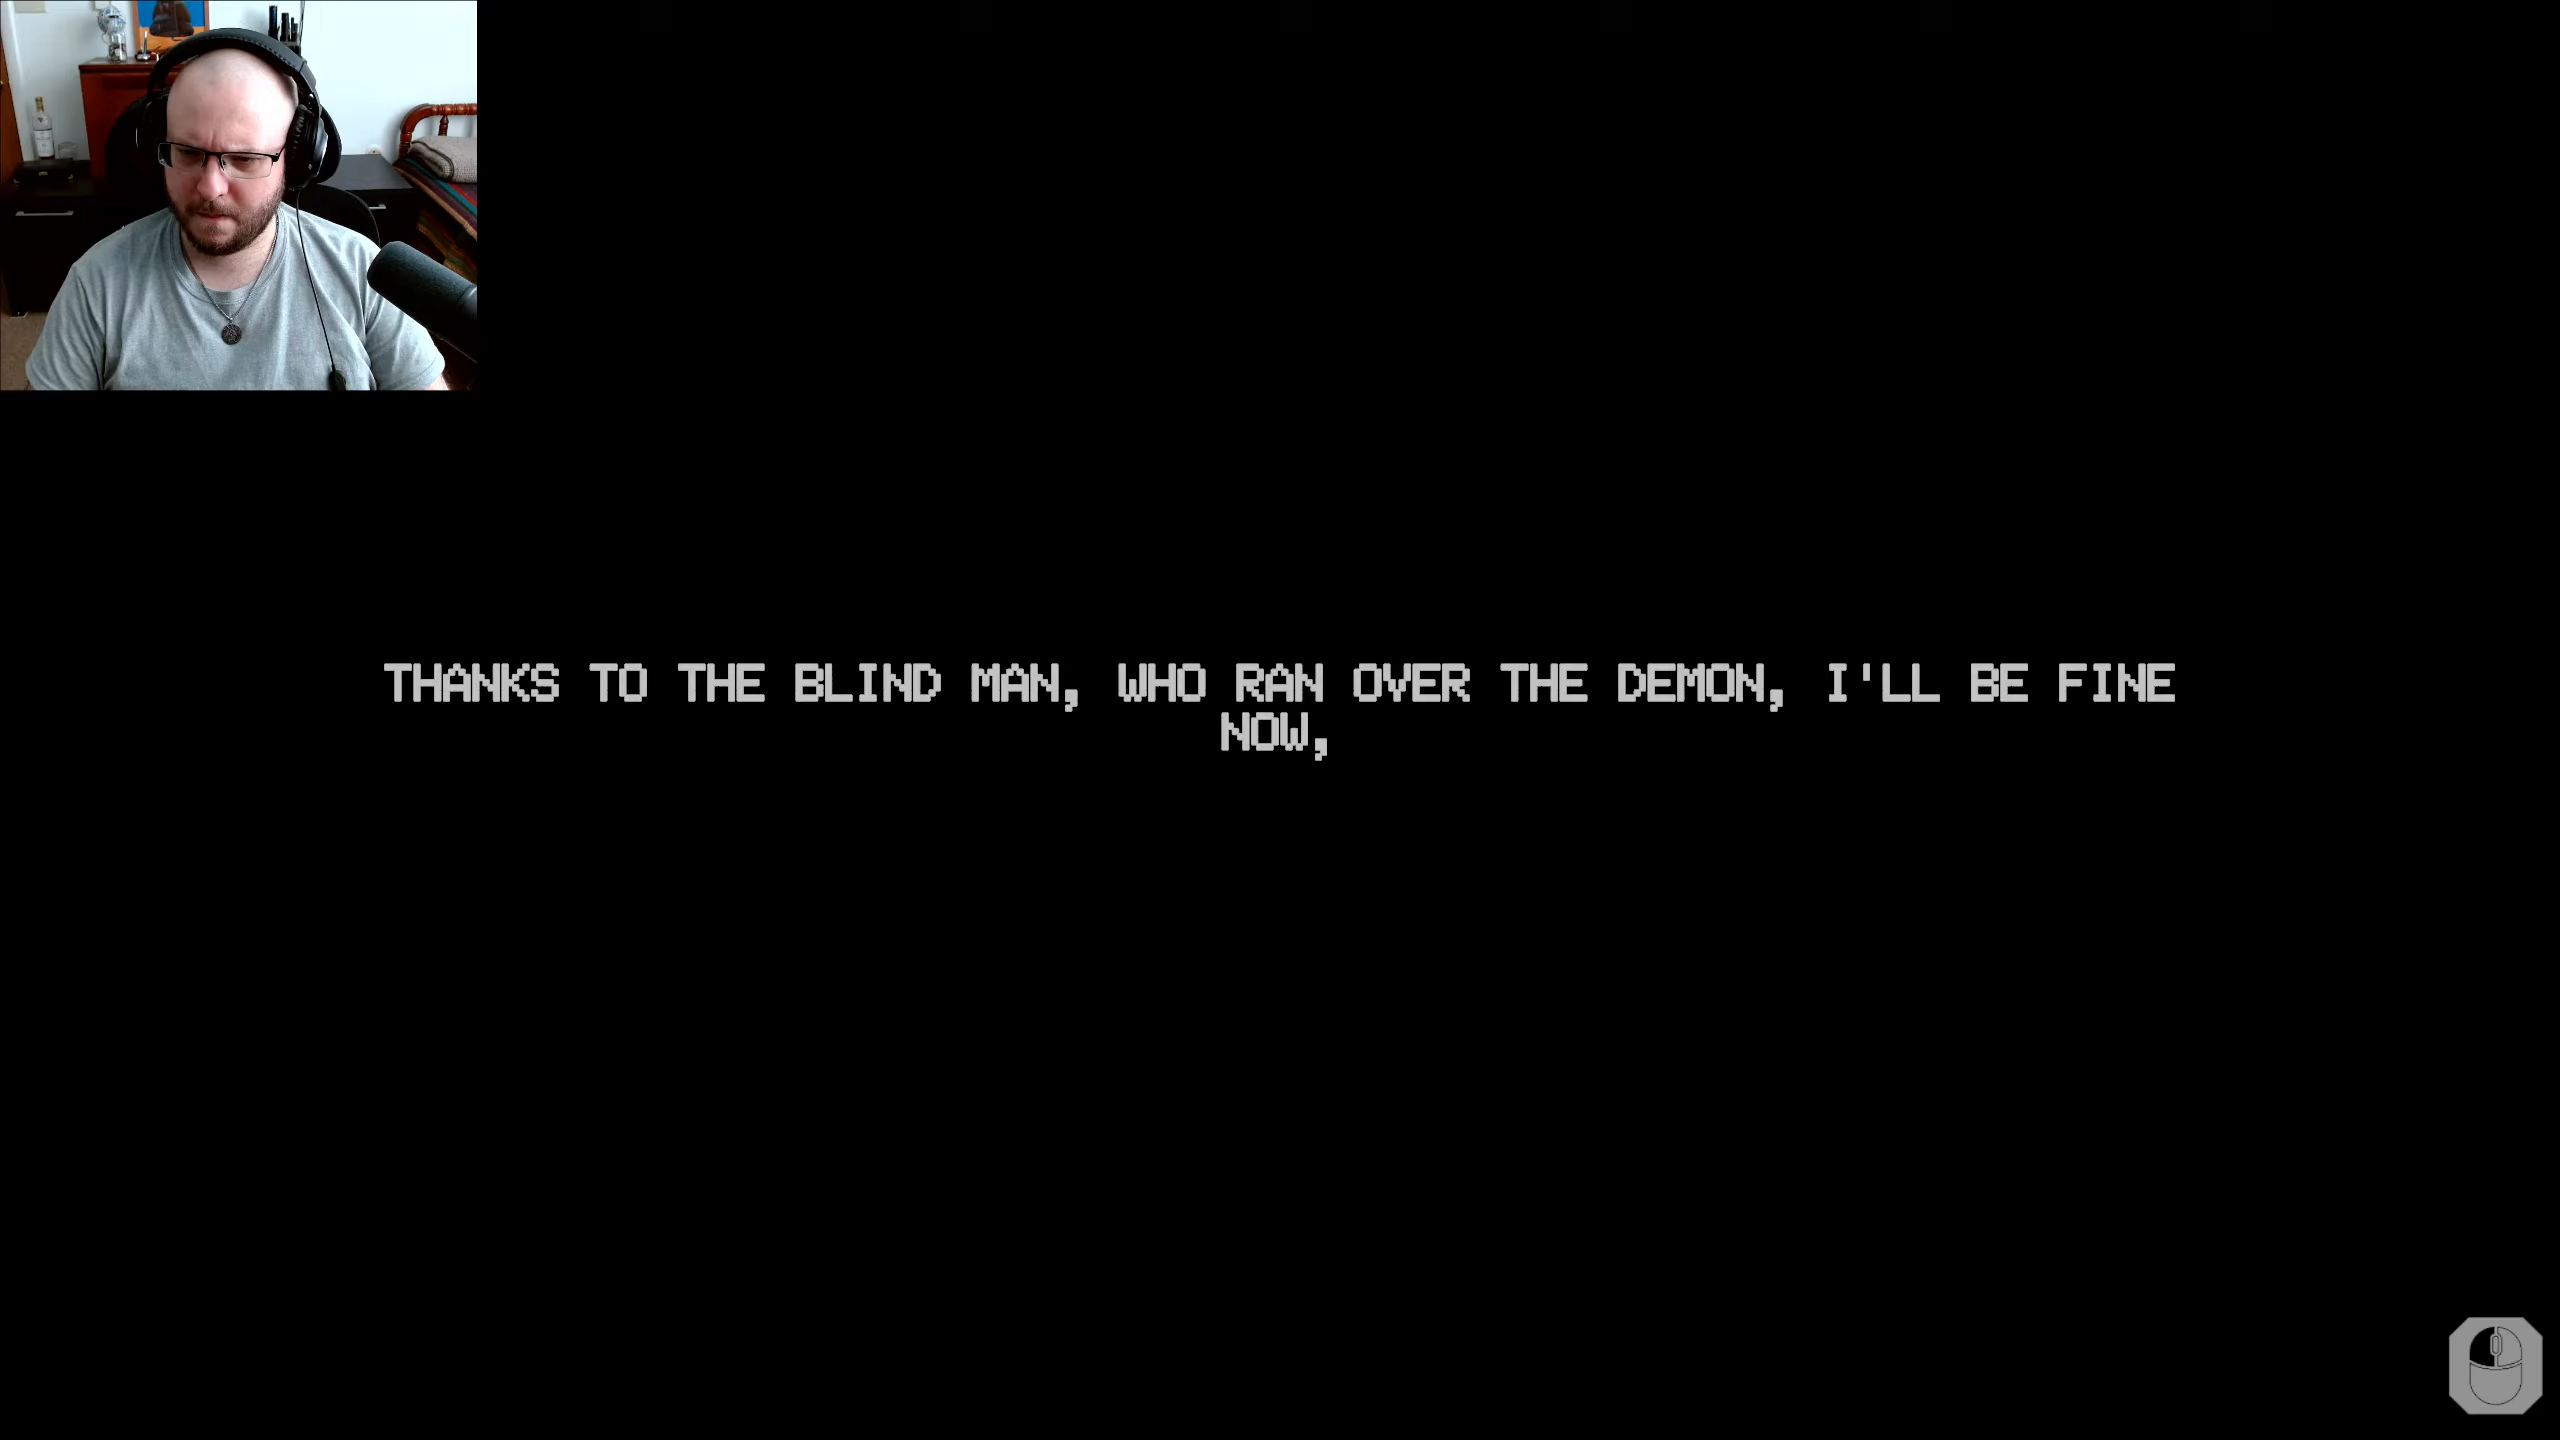 THANKS TO THE BLIND MAN, WHO RAN OVER THE DEMON, I'LL BE FINE
NOW,